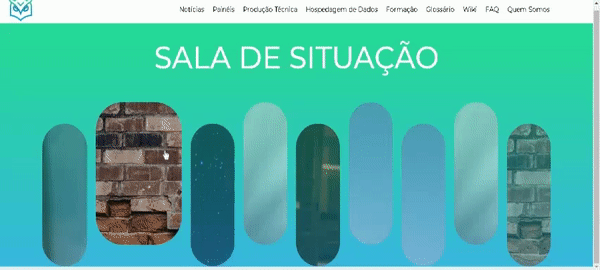 Notícias Painéis Produção Técnica Hospedagem de Dados Formação Glossário Wiki FAQ Quem Somos
SALA DE SITUAÇÃO